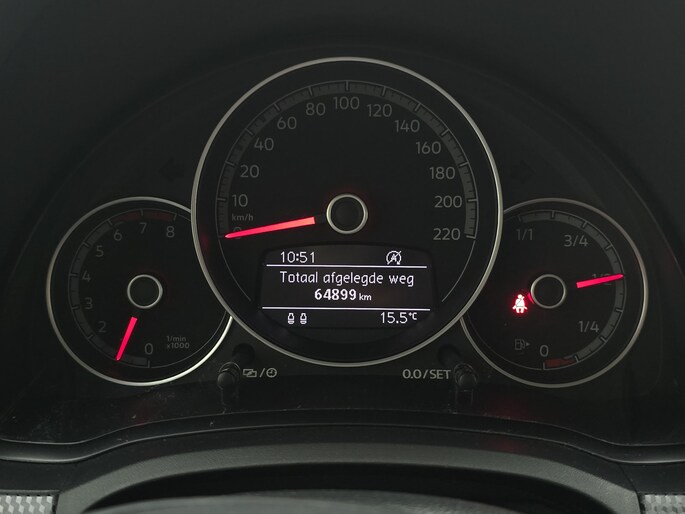 0 10 20 30 40 60 80 100 120 140 160 180 200 220
km/h
10:51
Totaal afgelegde weg
64899 km
15.5°C
0 2 3 4 5 6 7 8
1/min
x1000
1/1 3/4 1/2 1/4 0
0.0/SET